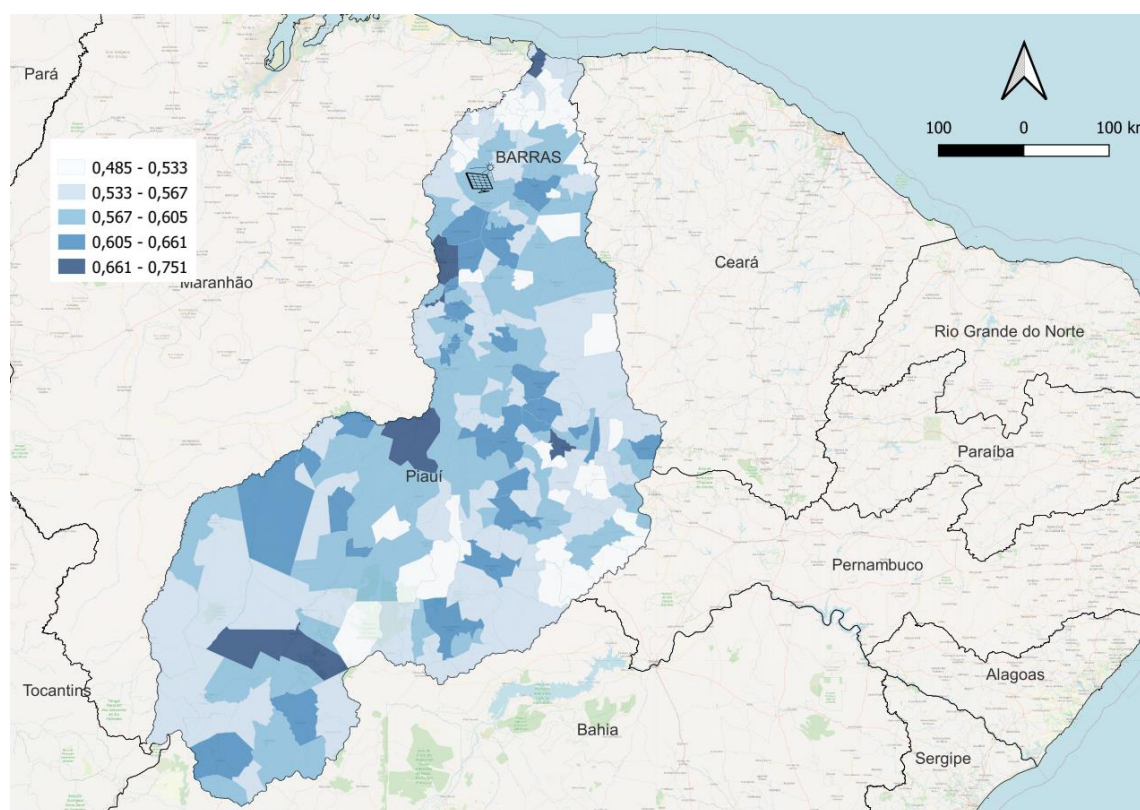 Pará
100 0 100 km
BARRAS
0,485 - 0,533
0,533 - 0,567
0,567 - 0,605
0,605 - 0,661
0,661 - 0,751
Maranhão
Ceará
Rio Grande do Norte
Paraíba
Piauí
Pernambuco
Alagoas
Tocantins
Bahia
Sergipe